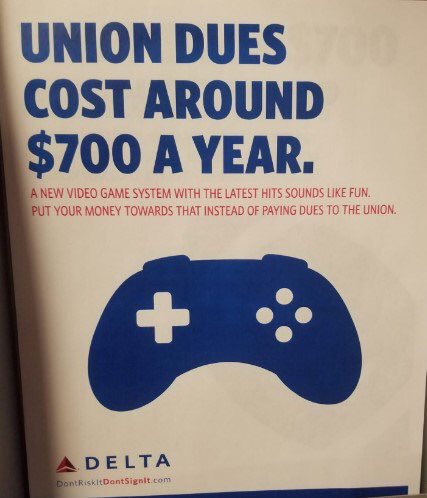 UNION DUES
COST AROUND
$700 A YEAR.
A NEW VIDEO GAME SYSTEM WITH THE LATEST HITS SOUNDS LIKE FUN.
PUT YOUR MONEY TOWARDS THAT INSTEAD OF PAYING DUES TO THE UNION.
DELTA
DontRiskItDontSignIt.com